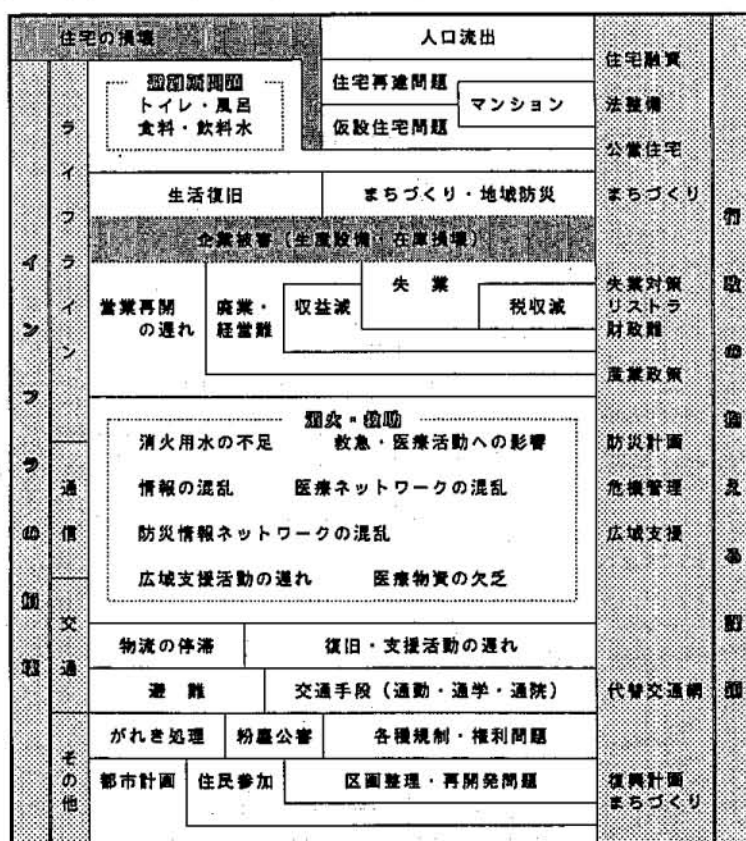 住宅の損壊
人口流出
避難所問題
トイレ・風呂
食料・飲料水
住宅再建問題
仮設住宅問題
マンション
住宅融資
法整備
公営住宅
生活復旧
まちづくり・地域防災
まちづくり
企業被害（生産設備・在庫損壊）
営業再開
の遅れ
廃業・
経営難
収益減
失業
税収減
失業対策
リストラ
財政難
産業政策
消火・救助
消火用水の不足
救急・医療活動への影響
防災計画
情報の混乱
医療ネットワークの混乱
危機管理
防災情報ネットワークの混乱
広域支援
広域支援活動の遅れ
医療物資の欠乏
物流の停滞
復旧・支援活動の遅れ
避難
交通手段（通勤・通学・通院）
代替交通網
がれき処理
粉塵公害
各種規制・権利問題
都市計画
住民参加
区画整理・再開発問題
復興計画
まちづくり
ライフライン
通信
交通
その他
インフラの
行政の